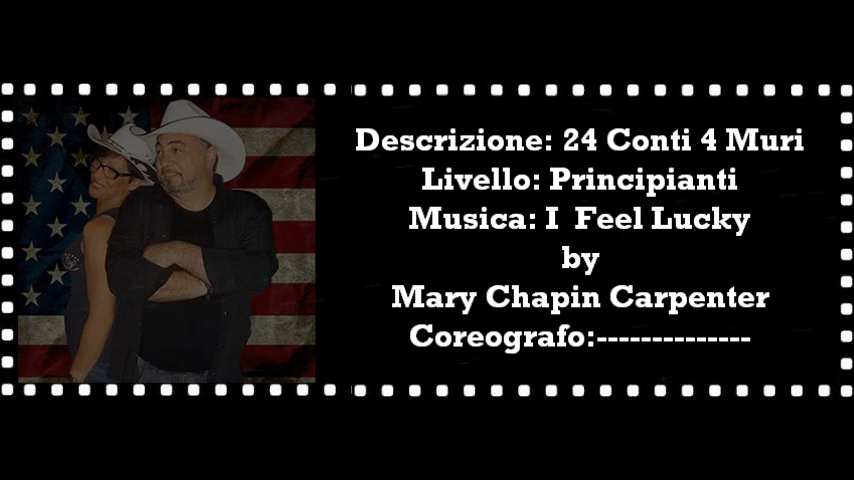 Descrizione: 24 Conti 4 Muri
Livello: Principianti
Musica: I  Feel Lucky
by
Mary Chapin Carpenter
Coreografo:--------------